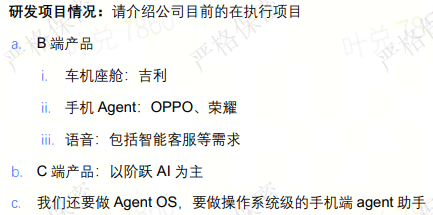 研发项目情况：请介绍公司目前的在执行项目
a. B 端产品
i. 车机座舱：吉利
ii. 手机 Agent：OPPO、荣耀
iii. 语音：包括智能客服等需求
b. C 端产品：以阶跃 AI 为主
c. 我们还要做 Agent OS，要做操作系统级的手机端 agent 助手